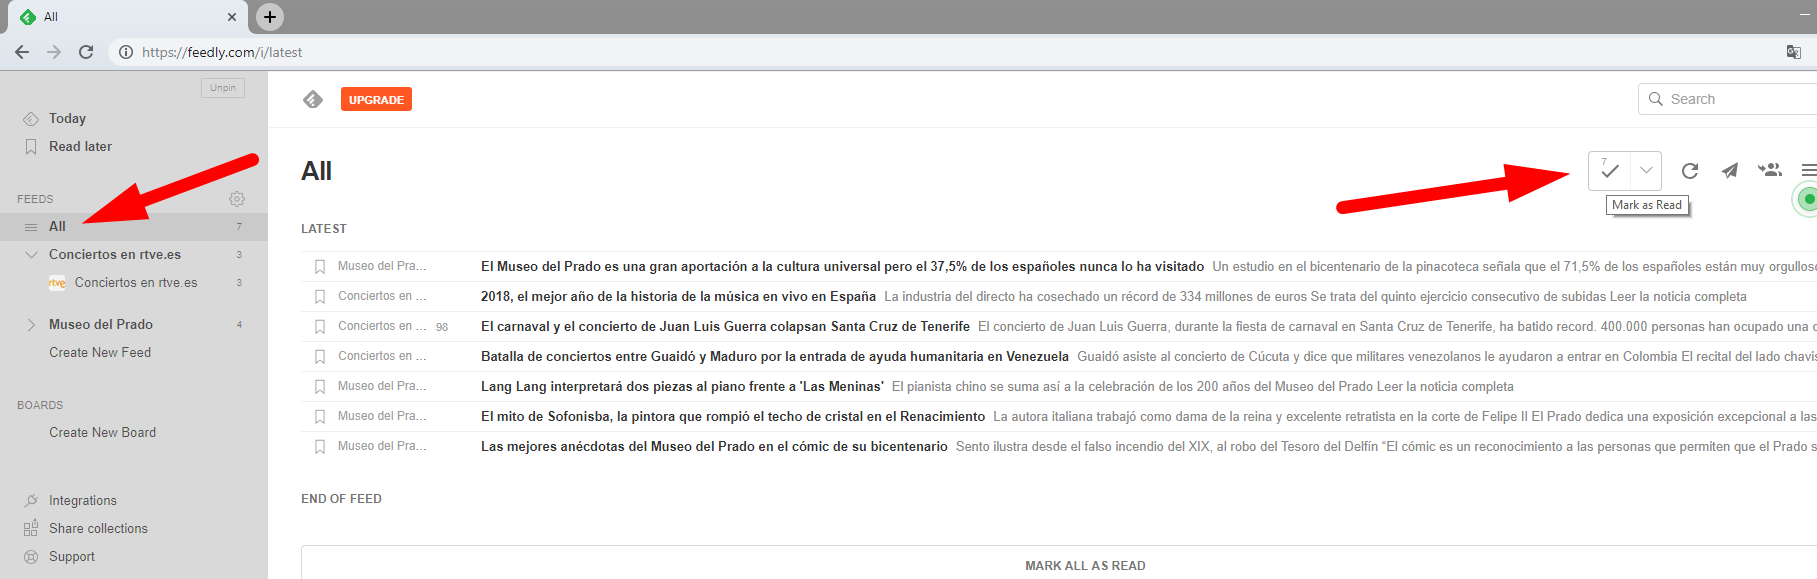 All
https://feedly.com/i/latest
Unpin
Today
Read later
FEEDS
All 7
Conciertos en rtve.es 3
rtve Conciertos en rtve.es 3
Museo del Prado 4
Create New Feed
BOARDS
Create New Board
Integrations
Share collections
Support
UPGRADE
Search
All
7
Mark as Read
LATEST
Museo del Pra... El Museo del Prado es una gran aportación a la cultura universal pero el 37,5% de los españoles nunca lo ha visitado Un estudio en el bicentenario de la pinacoteca señala que el 71,5% de los españoles están muy orgullos
Conciertos en ... 2018, el mejor año de la historia de la música en vivo en España La industria del directo ha cosechado un récord de 334 millones de euros Se trata del quinto ejercicio consecutivo de subidas Leer la noticia completa
Conciertos en ... 98 El carnaval y el concierto de Juan Luis Guerra colapsan Santa Cruz de Tenerife El concierto de Juan Luis Guerra, durante la fiesta de carnaval en Santa Cruz de Tenerife, ha batido record. 400.000 personas han ocupado una
Conciertos en ... Batalla de conciertos entre Guaidó y Maduro por la entrada de ayuda humanitaria en Venezuela Guaidó asiste al concierto de Cúcuta y dice que militares venezolanos le ayudaron a entrar en Colombia El recital del lado chavis
Museo del Pra... Lang Lang interpretará dos piezas al piano frente a 'Las Meninas' El pianista chino se suma así a la celebración de los 200 años del Museo del Prado Leer la noticia completa
Museo del Pra... El mito de Sofonisba, la pintora que rompió el techo de cristal en el Renacimiento La autora italiana trabajó como dama de la reina y excelente retratista en la corte de Felipe II El Prado dedica una exposición excepcional a las
Museo del Pra... Las mejores anécdotas del Museo del Prado en el cómic de su bicentenario Sento ilustra desde el falso incendio del XIX, al robo del Tesoro del Delfín “El cómic es un reconocimiento a las personas que permiten que el Prado s
END OF FEED
MARK ALL AS READ